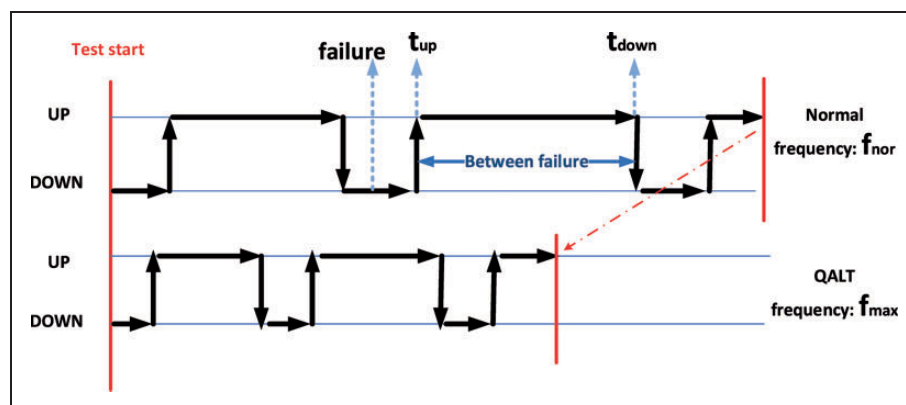 Test start
failure
tup
tdown
UP
Normal
frequency: fnor
Between failure
DOWN
UP
QALT
frequency: fmax
DOWN